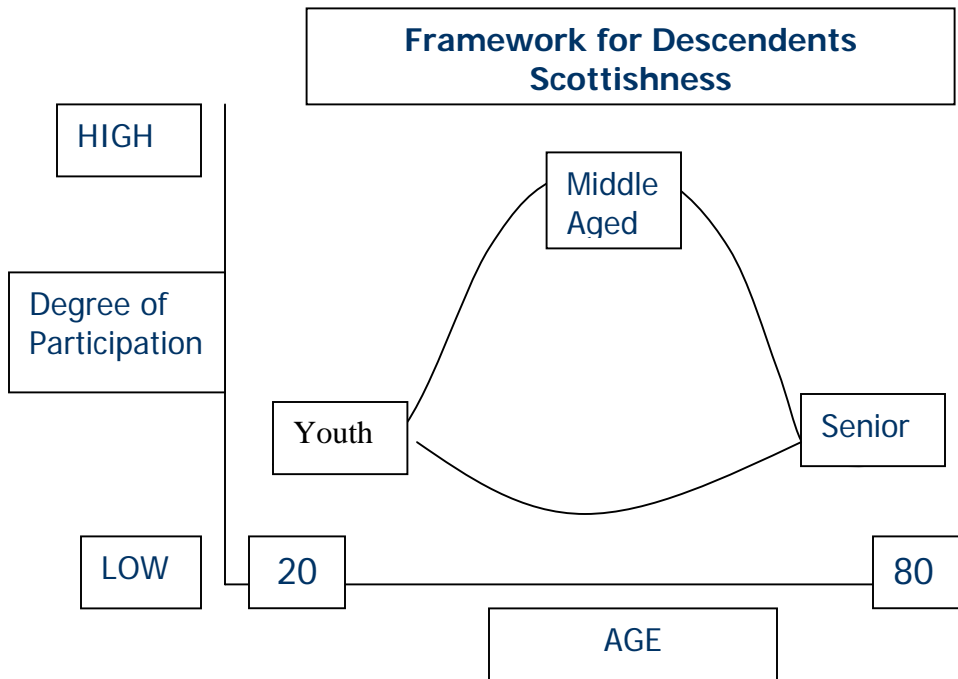 Framework for Descendents
Scottishness
HIGH
Middle
Aged
Degree of
Participation
Youth
Senior
LOW
20
80
AGE